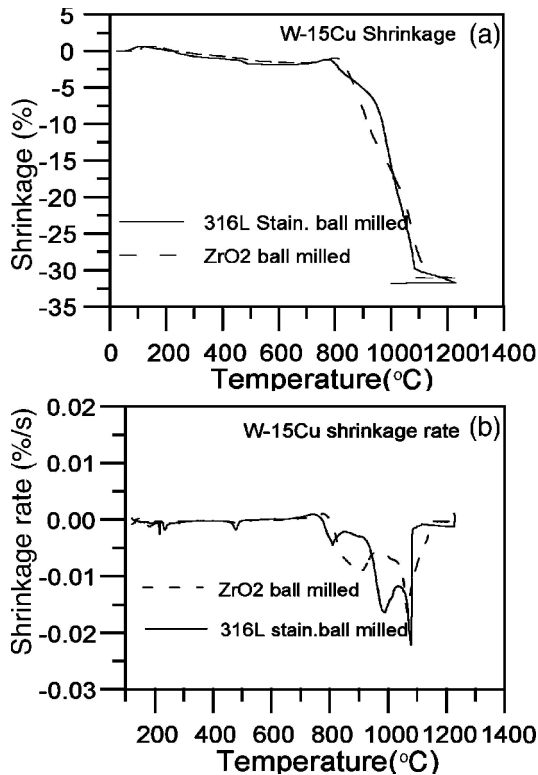 W-15Cu Shrinkage (a)
5
0
-5
-10
-15
-20
-25
-30
-35
Shrinkage (%)
316L Stain. ball milled
ZrO2 ball milled
0 200 400 600 800 1000 1200 1400
Temperature(°C)
W-15Cu shrinkage rate (b)
0.02
0.01
0.00
-0.01
-0.02
-0.03
Shrinkage rate (%/s)
ZrO2 ball milled
316L stain.ball milled
200 400 600 800 1000 1200 1400
Temperature(°C)